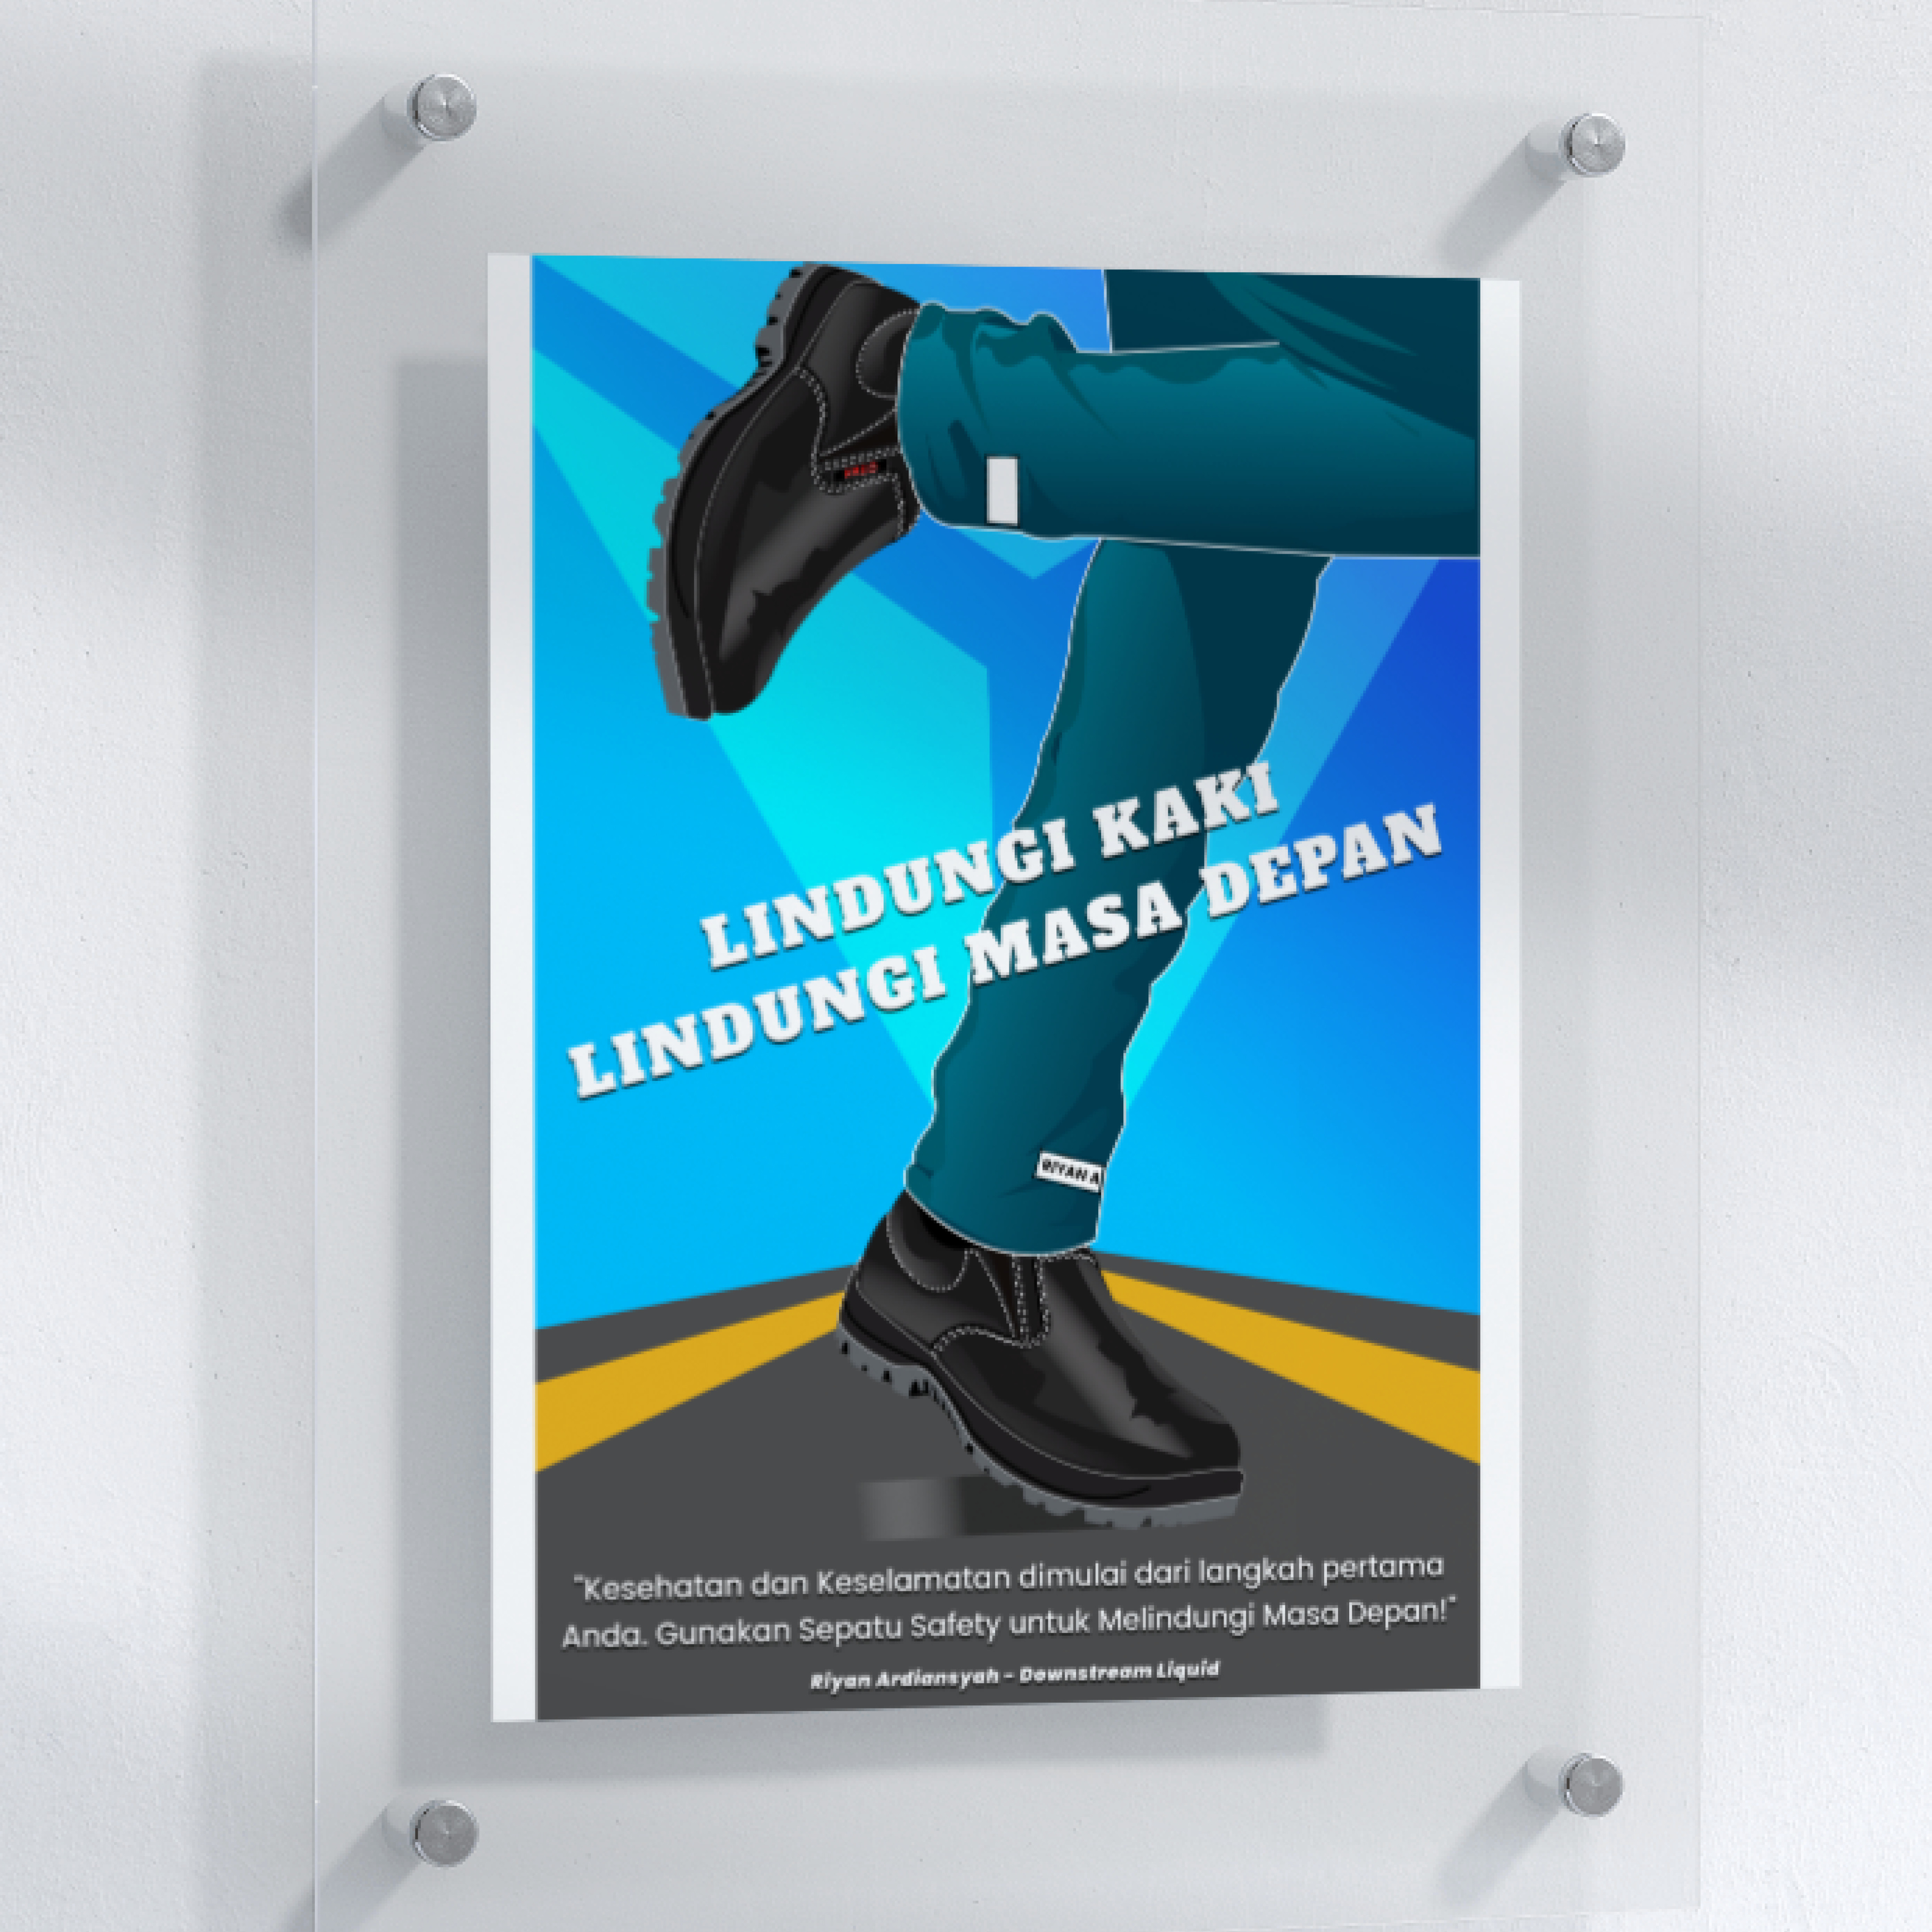 LINDUNGI KAKI
LINDUNGI MASA DEPAN
RIYAN A
"Kesehatan dan Keselamatan dimulai dari langkah pertama
Anda. Gunakan Sepatu Safety untuk Melindungi Masa Depan!"
Riyan Ardiansyah - Downstream Liquid